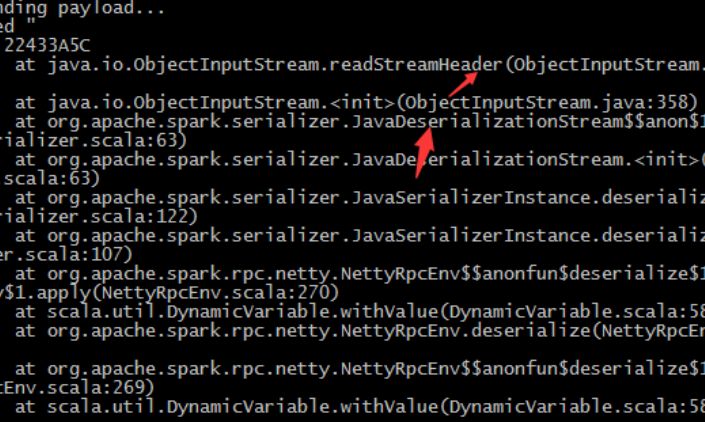 nding payload...
ed "
22433A5C
at java.io.ObjectInputStream.readStreamHeader(ObjectInputStream.
at java.io.ObjectInputStream.<init>(ObjectInputStream.java:358)
at org.apache.spark.serializer.JavaDeserializationStream$$anon$1
rializer.scala:63)
at org.apache.spark.serializer.JavaDeserializationStream.<init>(
.scala:63)
at org.apache.spark.serializer.JavaSerializerInstance.deserializ
rializer.scala:122)
at org.apache.spark.serializer.JavaSerializerInstance.deserializ
er.scala:107)
at org.apache.spark.rpc.netty.NettyRpcEnv$$anonfun$deserialize$1
y$1.apply(NettyRpcEnv.scala:270)
at scala.util.DynamicVariable.withValue(DynamicVariable.scala:58
at org.apache.spark.rpc.netty.NettyRpcEnv.deserialize(NettyRpcEn
at org.apache.spark.rpc.netty.NettyRpcEnv$$anonfun$deserialize$1
cEnv.scala:269)
at scala.util.DynamicVariable.withValue(DynamicVariable.scala:58